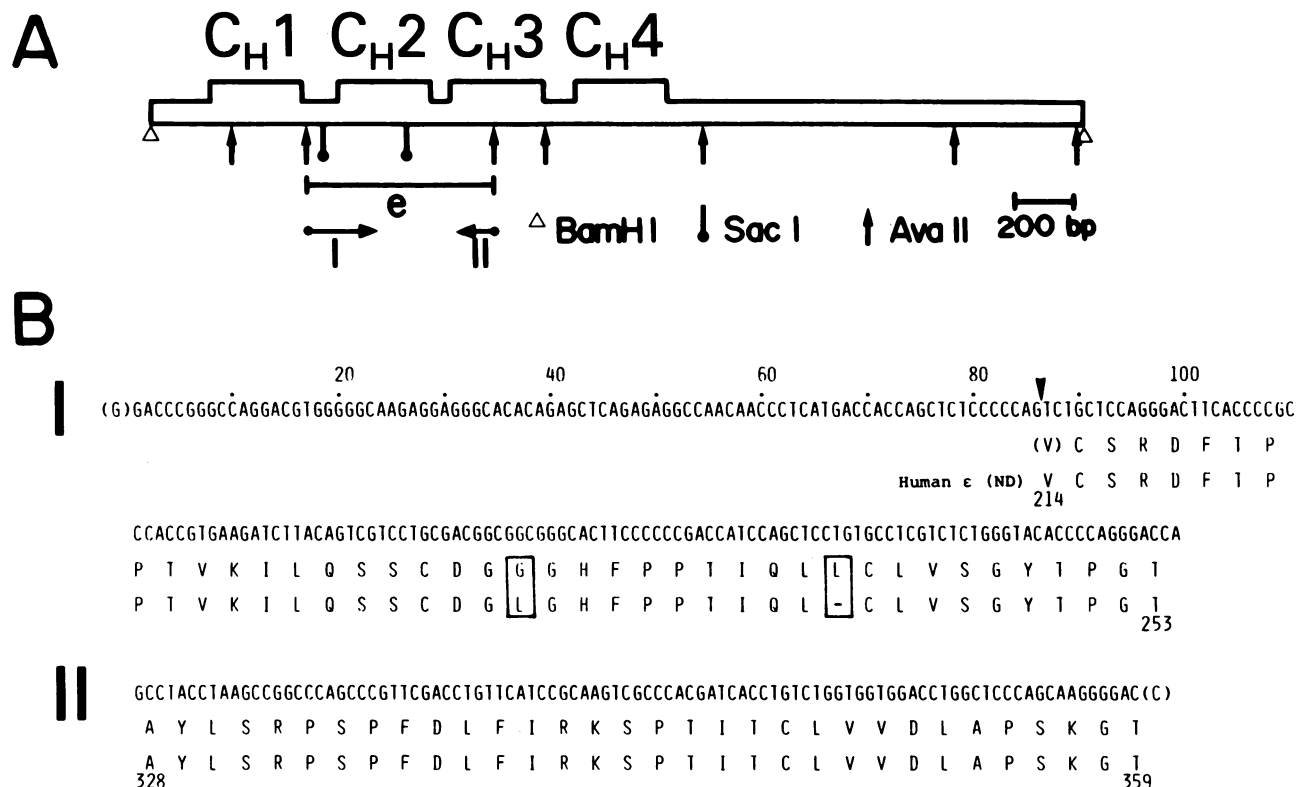 A
CH1 CH2 CH3 CH4
e
I II
BamHI Sac I Ava II 200 bp
B
I
20 40 60 80 100
(G)GACCCGGGCCAGGACGTGGGGGCAAGAGGAGGGCACACAGAGCTCAGAGAGGCCAACAACCCTCATGACCACCAGCTCTCCCCCAGTCTGCTCCAGGGACTTCACCCCGC
(V) C S R D F T P
Human ε (ND) V C S R D F T P
214
CCACCGTGAAGATCTTACAGTCGTCCTGCGACGGCGGCGGGCACTTCCCCCCGACCATCCAGCTCCTGTGCCTCGTCTCTGGGTACACCCCAGGGACCA
P T V K I L Q S S C D G G G H F P P T I Q L L C L V S G Y T P G T
P T V K I L Q S S C D G L G H F P P T I Q L - C L V S G Y T P G T
253
II
GCCTACCTAAGCCGGCCCAGCCCGTTCGACCTGTTCATCCGCAAGTCGCCCACGATCACCTGTCTGGTGGTGGACCTGGCTCCCAGCAAGGGGAC(C)
A Y L S R P S P F D L F I R K S P T I T C L V V D L A P S K G T
A Y L S R P S P F D L F I R K S P T I T C L V V D L A P S K G T
328 359